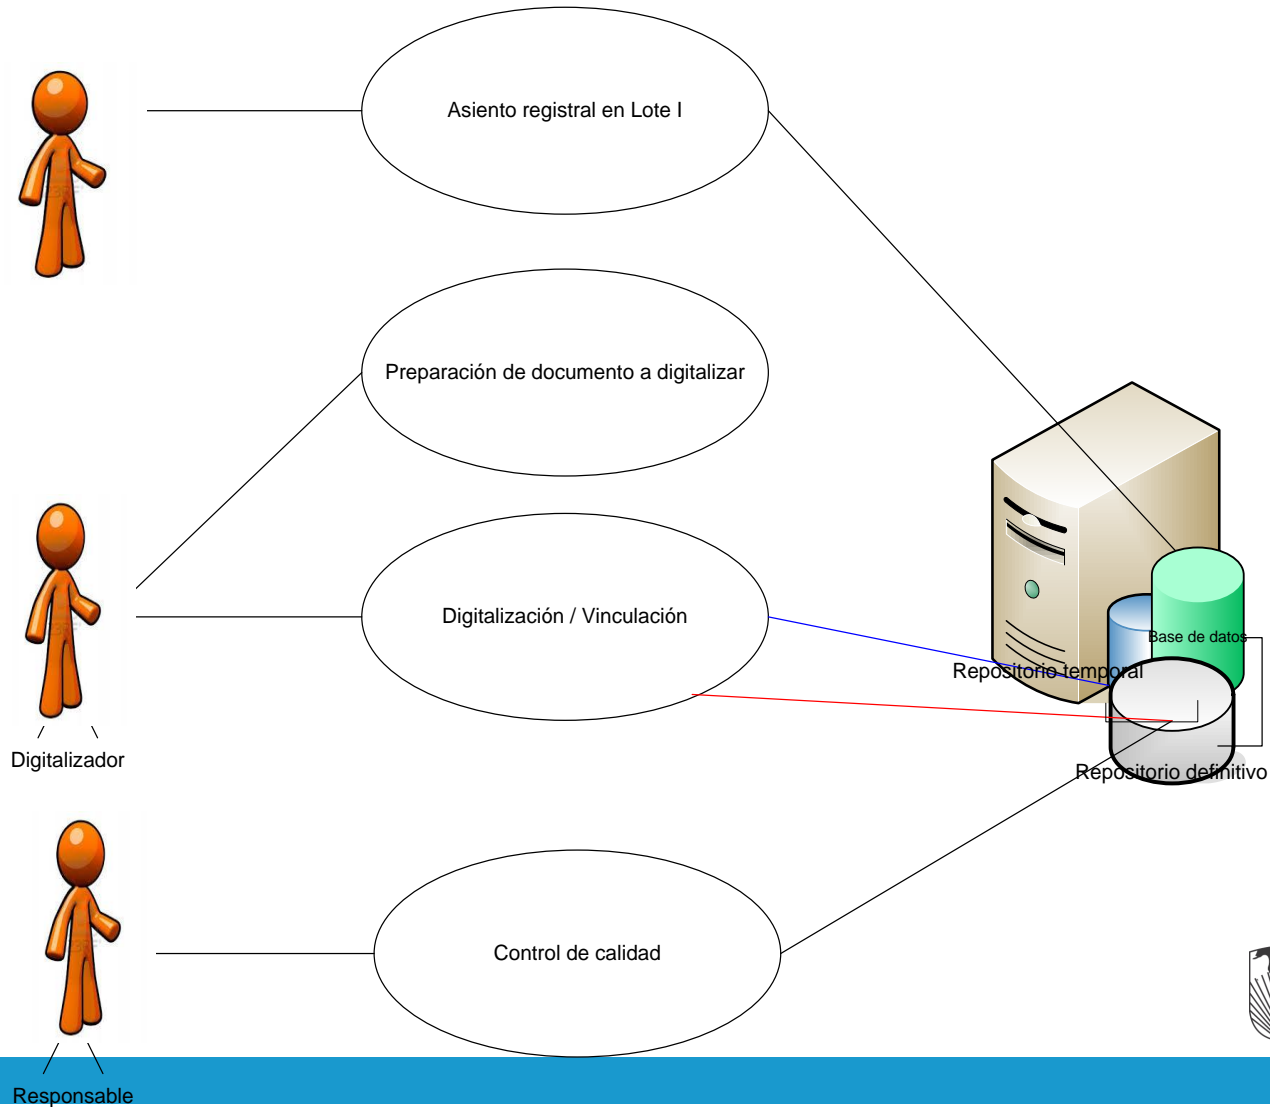 Asiento registral en Lote I
Preparación de documento a digitalizar
Digitalización / Vinculación
Base de datos
Repositorio temporal
Digitalizador
Repositorio definitivo
Control de calidad
Responsable